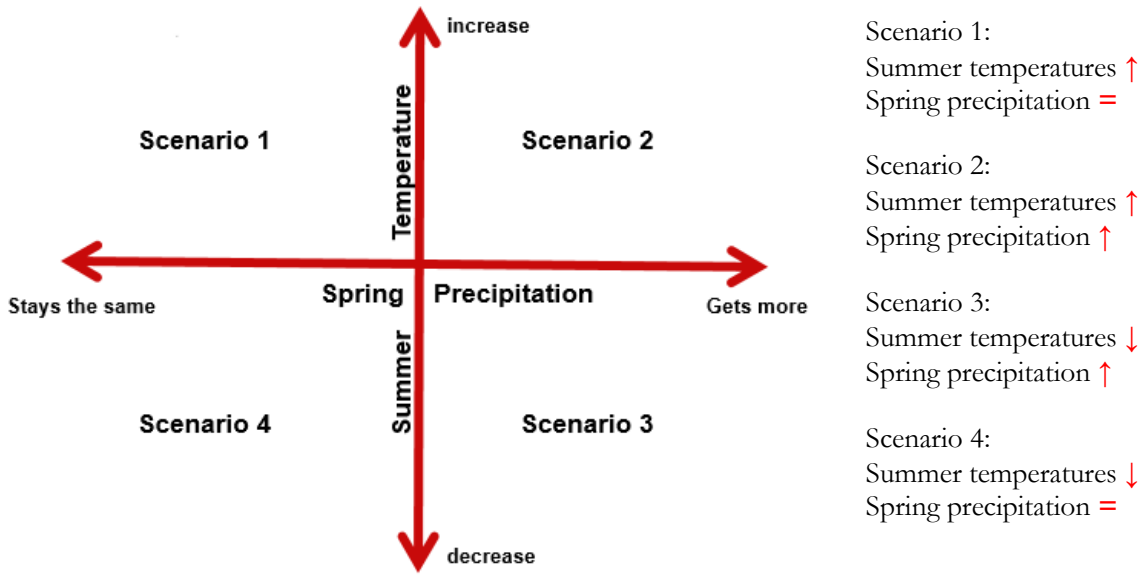 increase
Scenario 1
Scenario 2
Summer Temperature
Stays the same
Spring Precipitation
Gets more
Scenario 4
Scenario 3
decrease
Scenario 1:
Summer temperatures ↑
Spring precipitation =
Scenario 2:
Summer temperatures ↑
Spring precipitation ↑
Scenario 3:
Summer temperatures ↓
Spring precipitation ↑
Scenario 4:
Summer temperatures ↓
Spring precipitation =